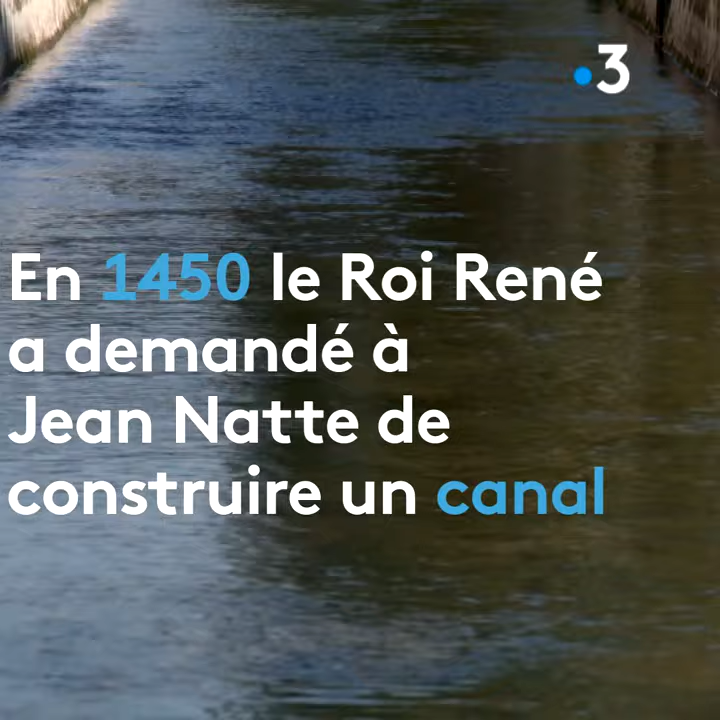 3
En 1450 le Roi René
a demandé à
Jean Natte de
construire un canal